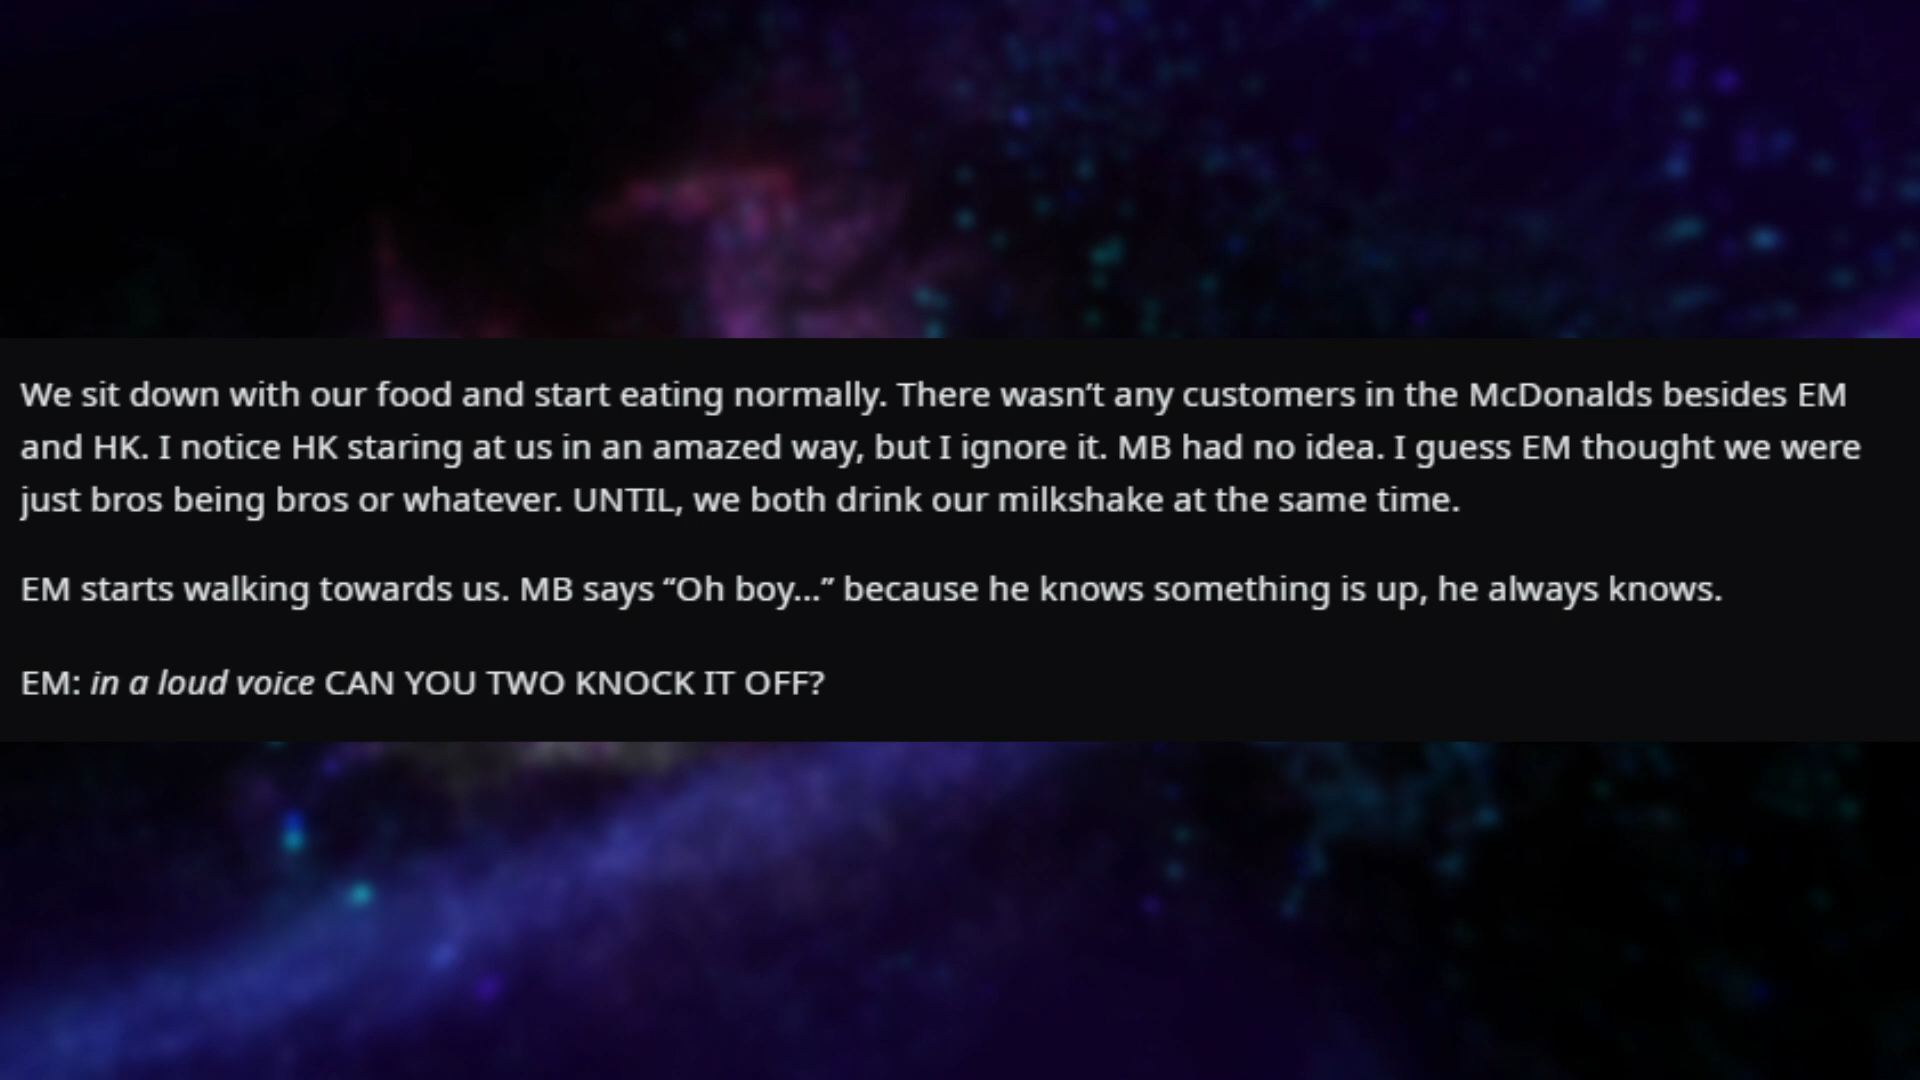 We sit down with our food and start eating normally. There wasn’t any customers in the McDonalds besides EM
and HK. I notice HK staring at us in an amazed way, but I ignore it. MB had no idea. I guess EM thought we were
just bros being bros or whatever. UNTIL, we both drink our milkshake at the same time.
EM starts walking towards us. MB says “Oh boy...” because he knows something is up, he always knows.
EM: in a loud voice CAN YOU TWO KNOCK IT OFF?